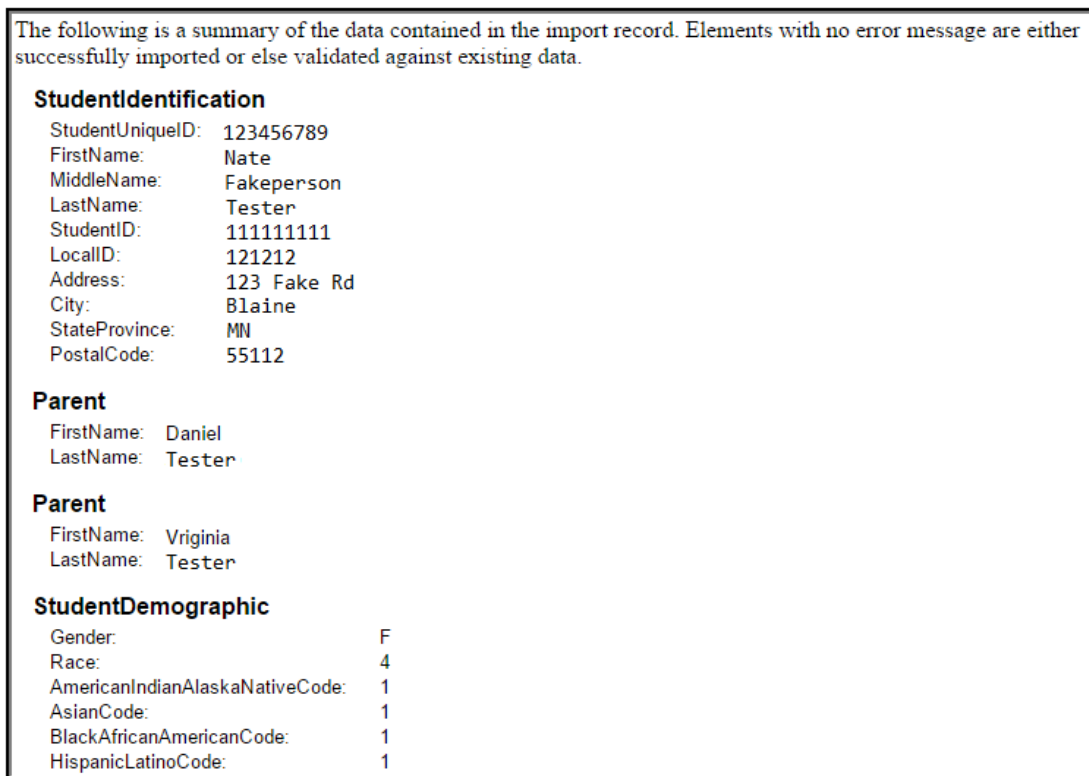 The following is a summary of the data contained in the import record. Elements with no error message are either
successfully imported or else validated against existing data.
StudentIdentification
StudentUniqueID: 123456789
FirstName: Nate
MiddleName: Fakeperson
LastName: Tester
StudentID: 111111111
LocalID: 121212
Address: 123 Fake Rd
City: Blaine
StateProvince: MN
PostalCode: 55112
Parent
FirstName: Daniel
LastName: Tester
Parent
FirstName: Vriginia
LastName: Tester
StudentDemographic
Gender: F
Race: 4
AmericanIndianAlaskaNativeCode: 1
AsianCode: 1
BlackAfricanAmericanCode: 1
HispanicLatinoCode: 1